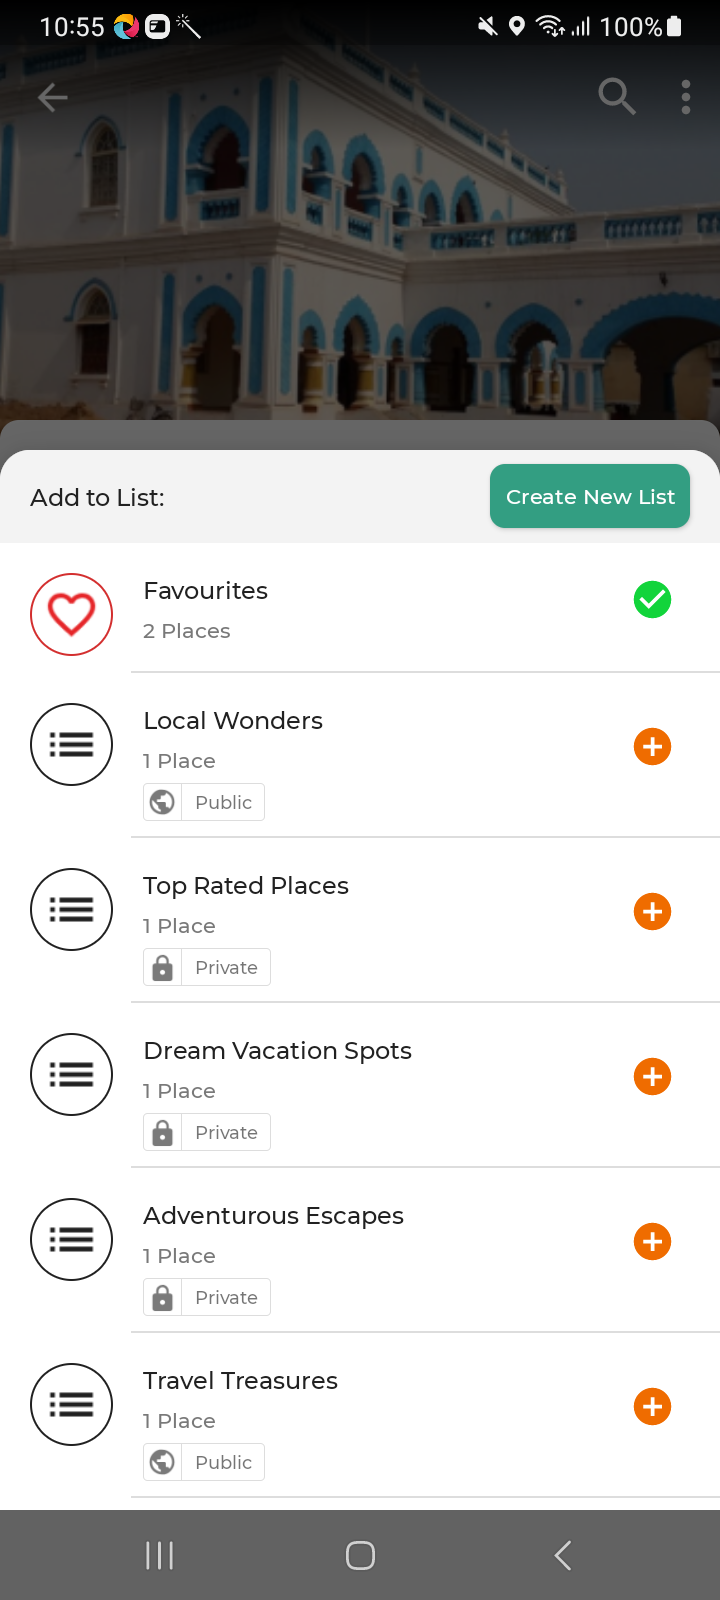 10:55
100%
Add to List:
Create New List
Favourites
2 Places
Local Wonders
1 Place
Public
Top Rated Places
1 Place
Private
Dream Vacation Spots
1 Place
Private
Adventurous Escapes
1 Place
Private
Travel Treasures
1 Place
Public